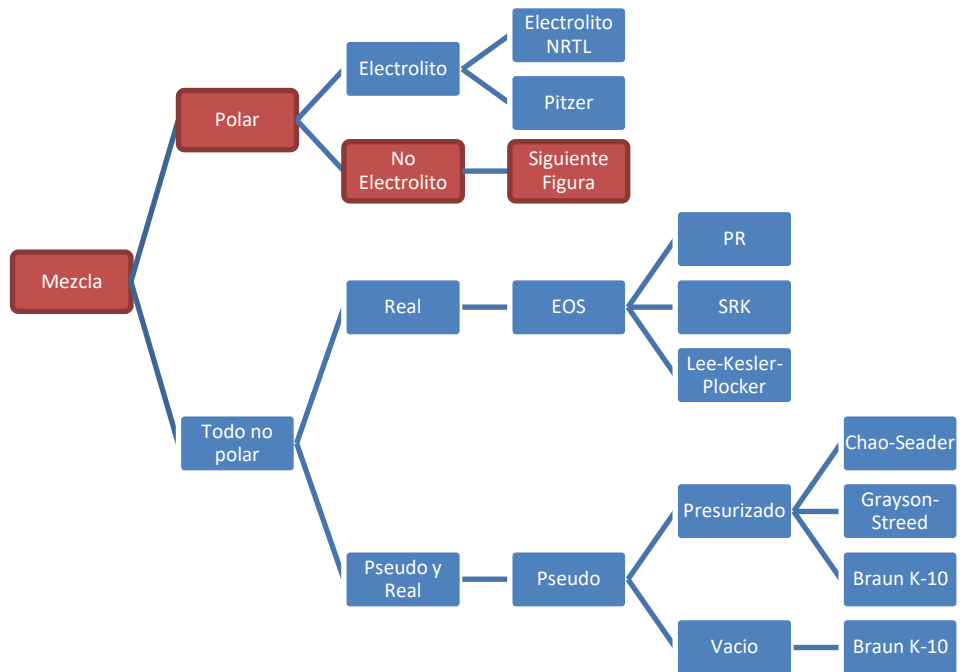 Electrolito
NRTL
Electrolito
Pitzer
Polar
No
Electrolito
Siguiente
Figura
Mezcla
PR
Real
EOS
SRK
Lee-Kesler-
Plocker
Todo no
polar
Chao-Seader
Presurizado
Grayson-
Streed
Pseudo y
Real
Pseudo
Braun K-10
Vacio
Braun K-10